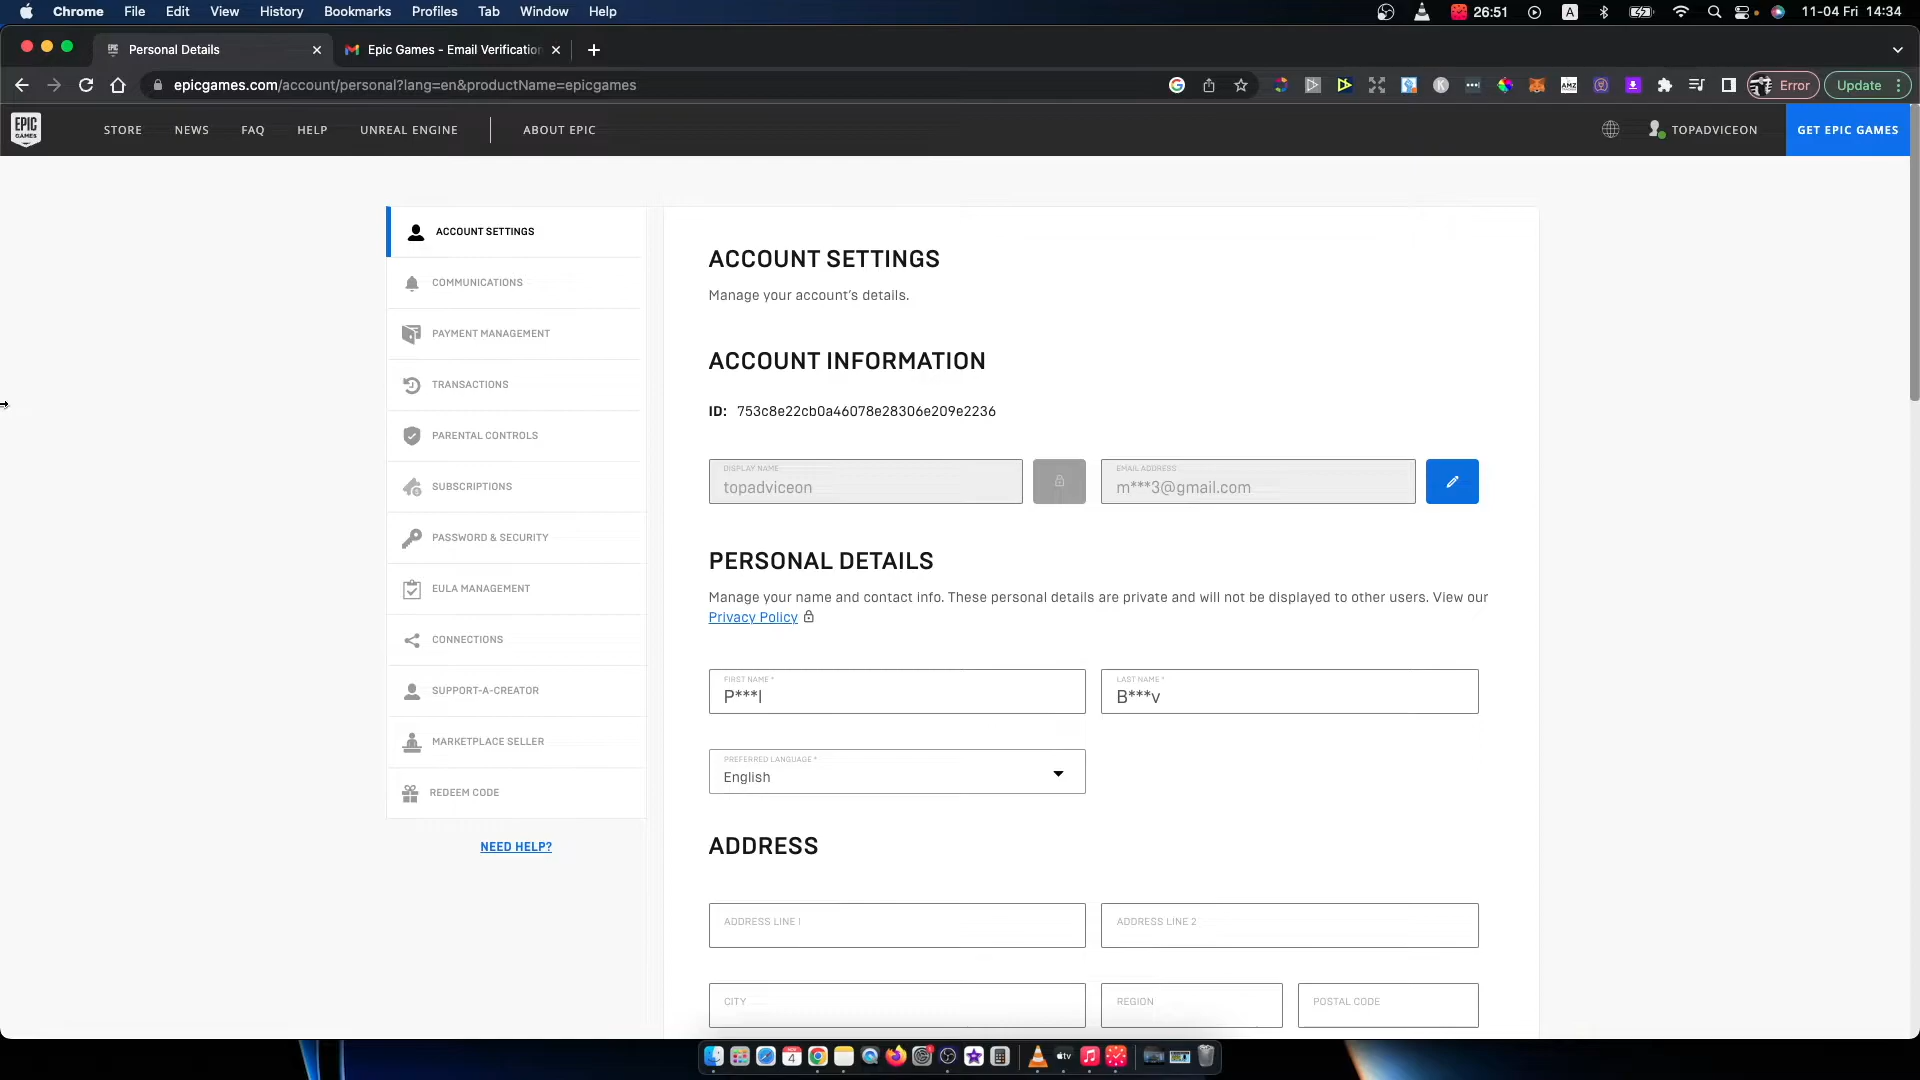 Chrome File Edit View History Bookmarks Profiles Tab Window Help
26:51 A 11-04 Fri 14:34
Personal Details
Epic Games - Email Verification
epicgames.com/account/personal?lang=en&productName=epicgames
K AMZ Error Update
EPIC GAMES
STORE NEWS FAQ HELP UNREAL ENGINE ABOUT EPIC
TOPADVICEON
GET EPIC GAMES
ACCOUNT SETTINGS
COMMUNICATIONS
PAYMENT MANAGEMENT
TRANSACTIONS
PARENTAL CONTROLS
SUBSCRIPTIONS
PASSWORD & SECURITY
EULA MANAGEMENT
CONNECTIONS
SUPPORT-A-CREATOR
MARKETPLACE SELLER
REDEEM CODE
NEED HELP?
ACCOUNT SETTINGS
Manage your account's details.
ACCOUNT INFORMATION
ID: 753c8e22cb0a46078e28306e209e2236
DISPLAY NAME
topadviceon
EMAIL ADDRESS
m***3@gmail.com
PERSONAL DETAILS
Manage your name and contact info. These personal details are private and will not be displayed to other users. View our
Privacy Policy
FIRST NAME *
P***l
LAST NAME *
B***v
PREFERRED LANGUAGE *
English
ADDRESS
ADDRESS LINE 1
ADDRESS LINE 2
CITY
REGION
POSTAL CODE
4
tv